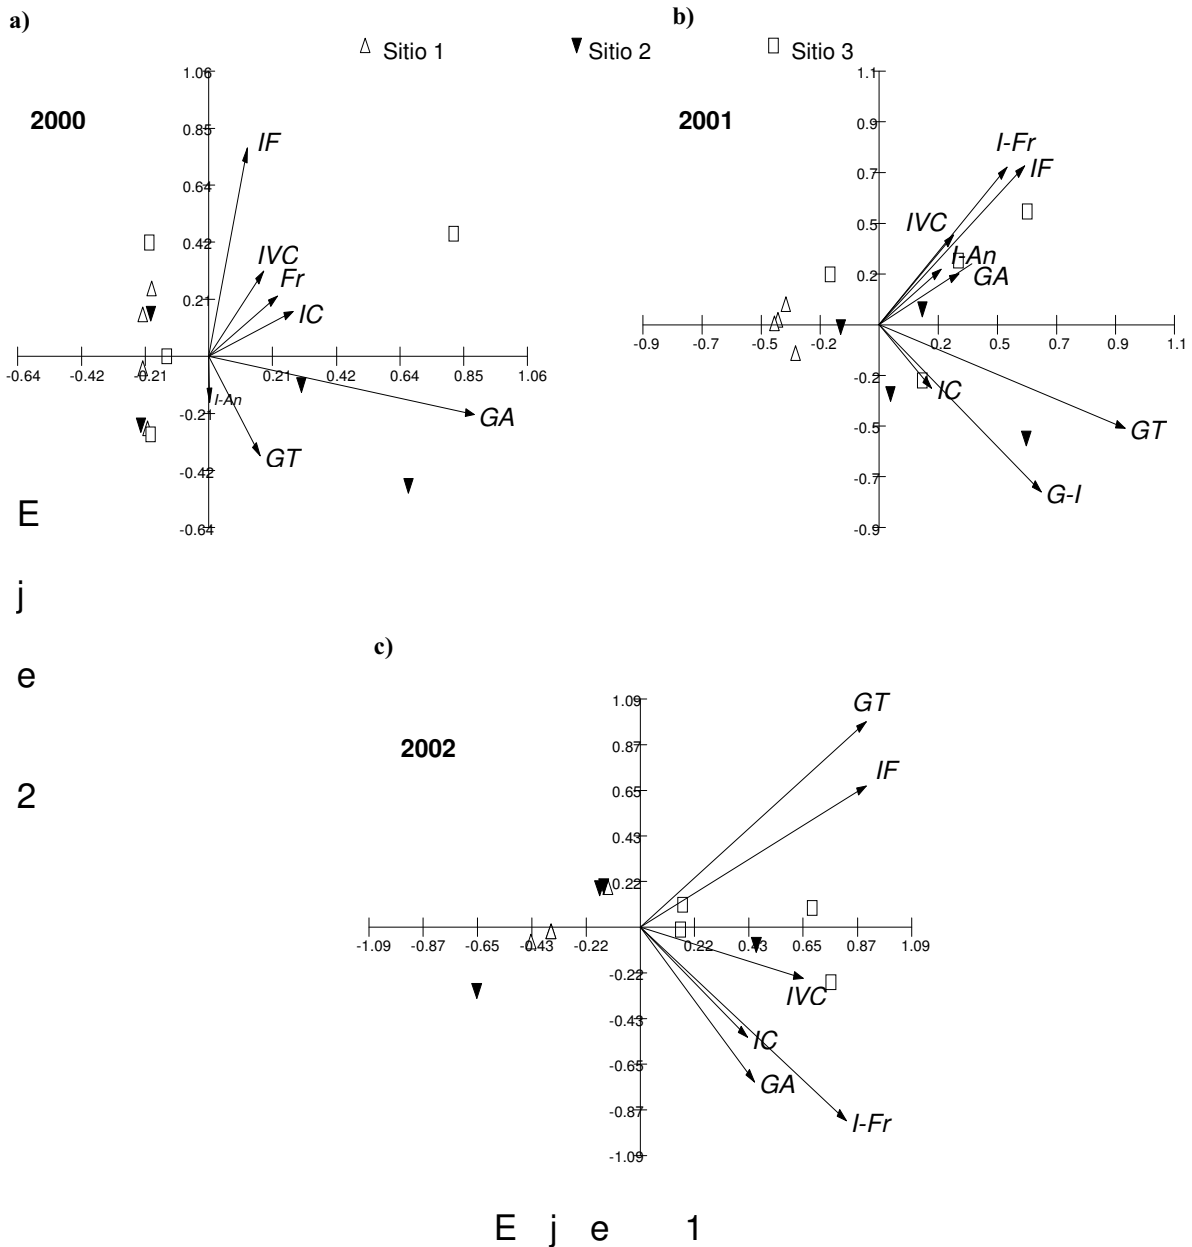 a)
b)
Sitio 1 Sitio 2 Sitio 3
2000
1.06
0.85
0.64
0.42
0.21
-0.21
-0.42
-0.64
-0.64 -0.42 -0.21 0.21 0.42 0.64 0.85 1.06
IF
IVC
Fr
IC
I-An
GA
GT
2001
1.1
0.9
0.7
0.5
0.2
-0.2
-0.5
-0.7
-0.9
-0.9 -0.7 -0.5 -0.2 0.2 0.5 0.7 0.9 1.1
I-Fr
IF
IVC
I-An
GA
IC
GT
G-I
c)
2002
1.09
0.87
0.65
0.43
0.22
-0.22
-0.43
-0.65
-0.87
-1.09
-1.09 -0.87 -0.65 -0.43 -0.22 0.22 0.43 0.65 0.87 1.09
GT
IF
IVC
IC
GA
I-Fr
E j e 2
E j e 1